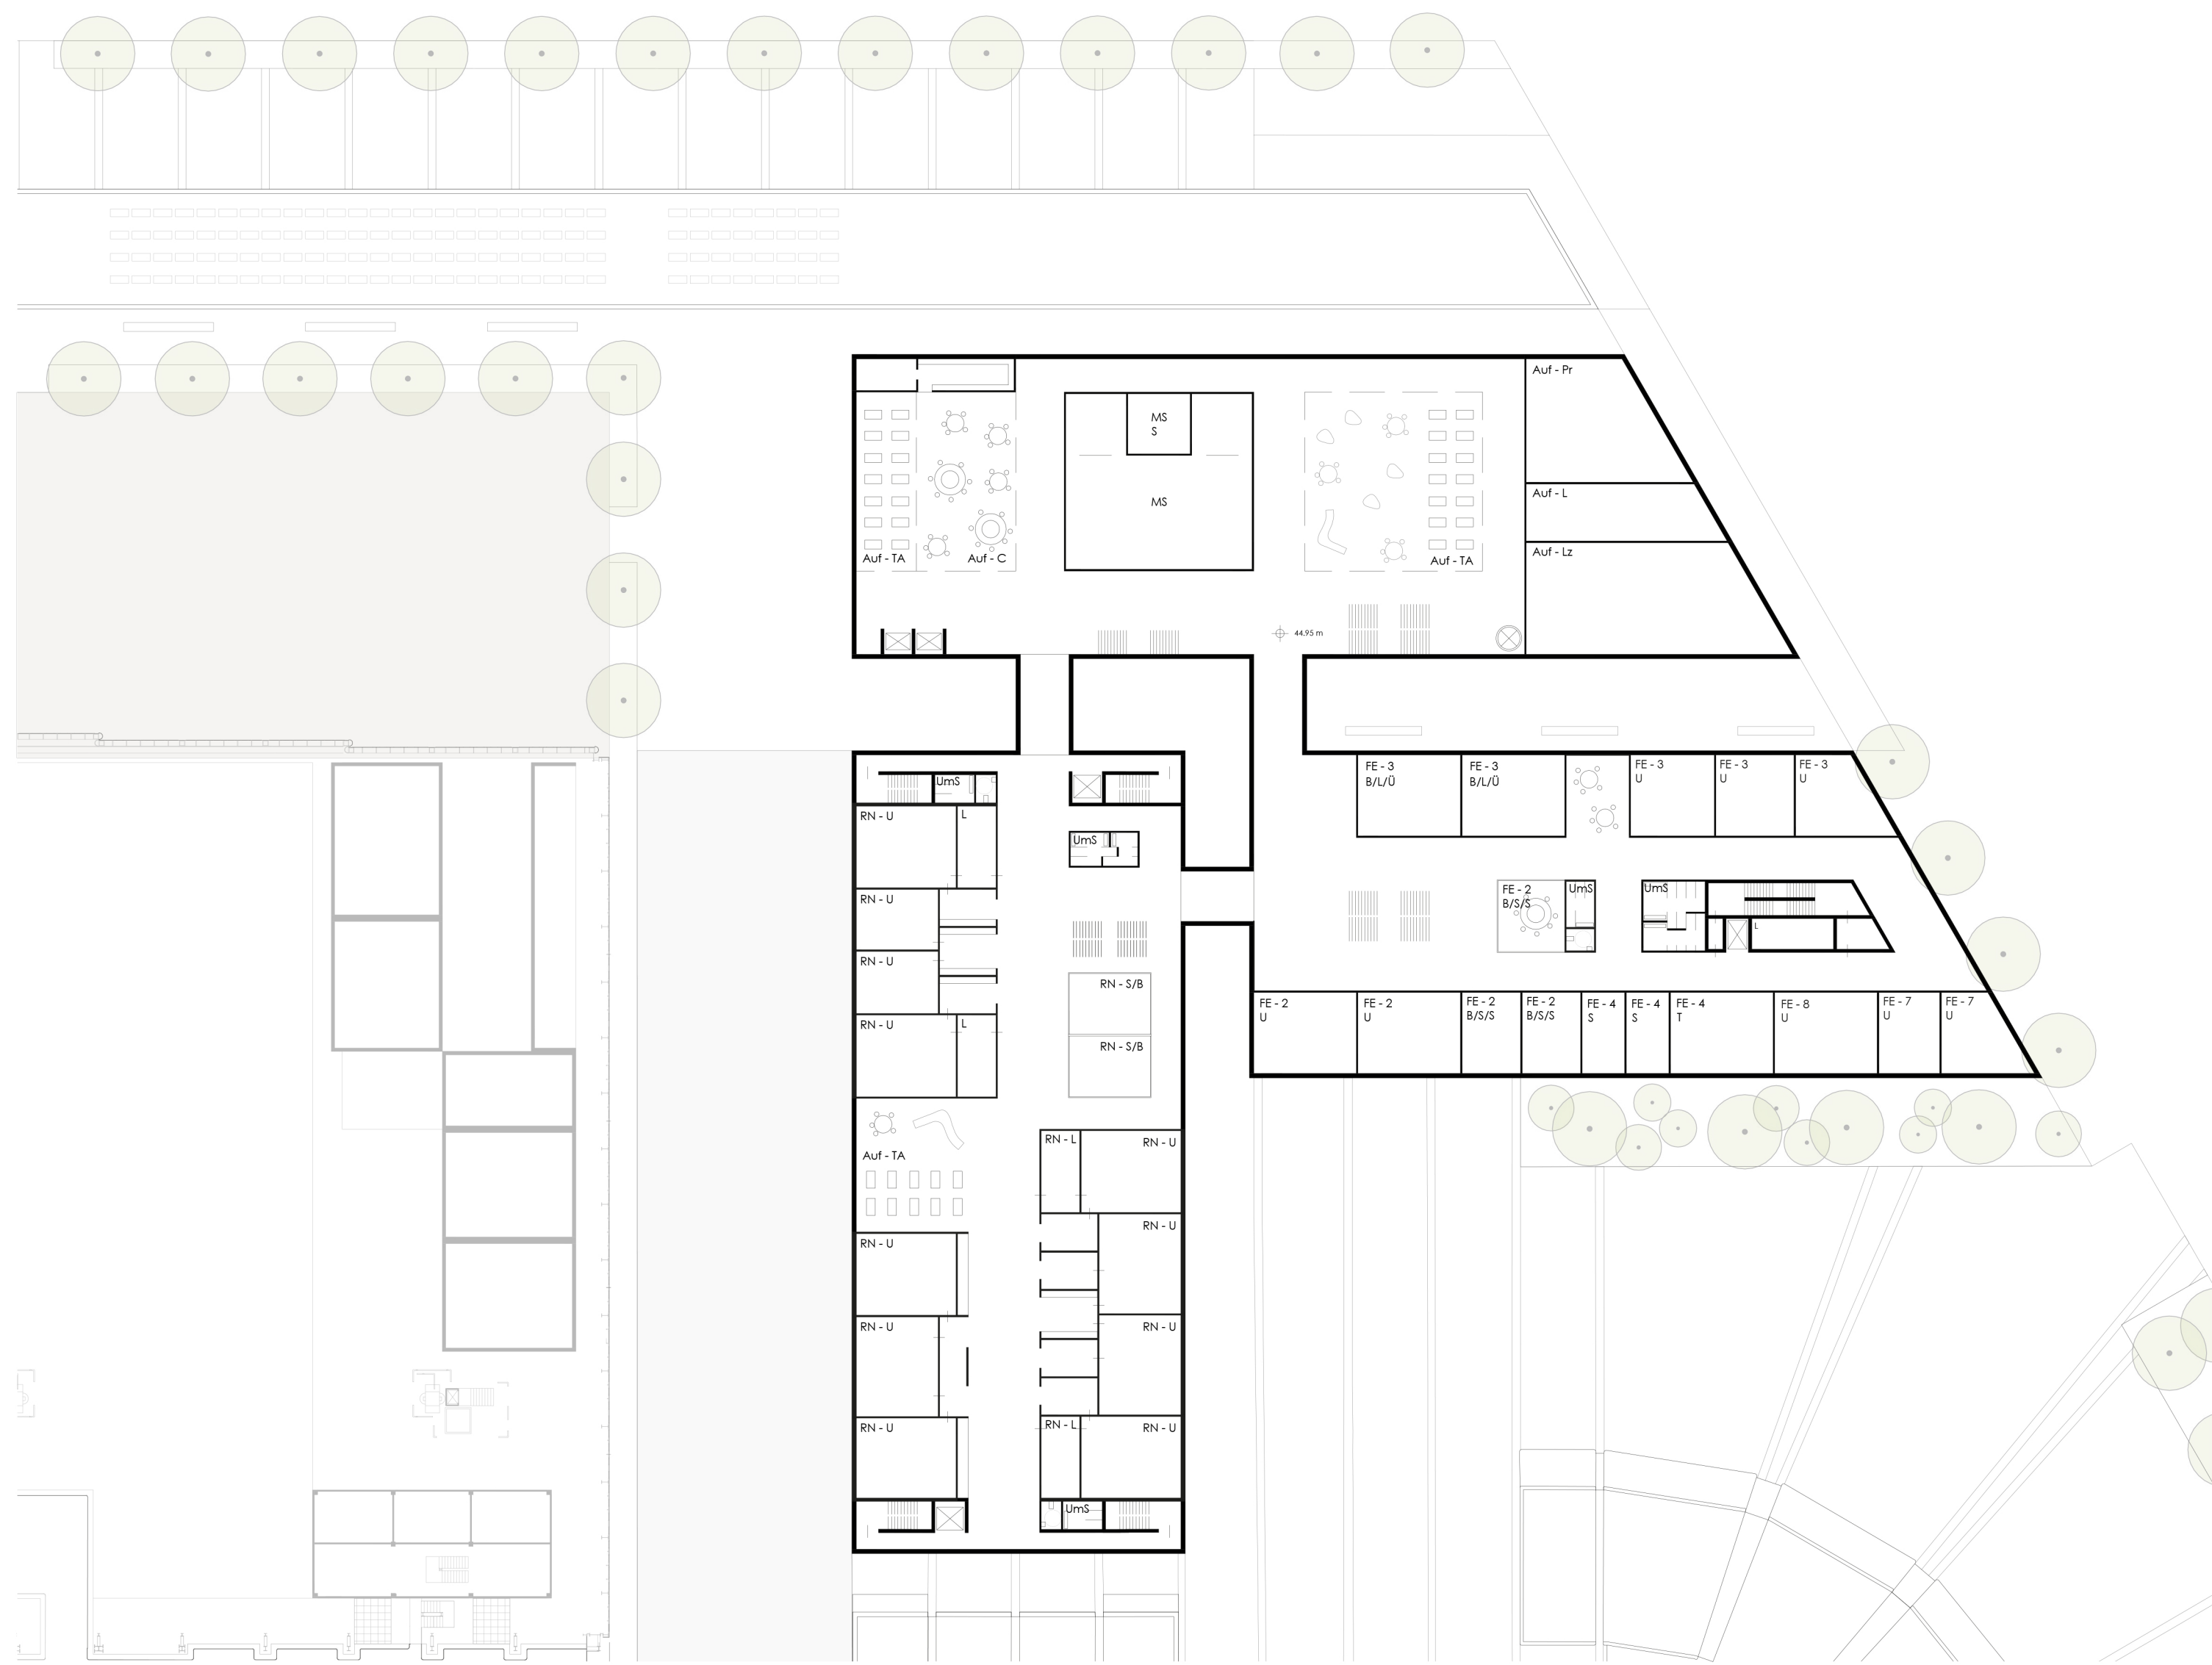 Auf - Pr
MS
S
Auf - L
MS
Auf - Lz
Auf - TA
Auf - C
Auf - TA
44.95 m
FE - 3
B/L/Ü
FE - 3
B/L/Ü
FE - 3
U
FE - 3
U
FE - 3
U
UmS
RN - U
L
UmS
FE - 2
B/S/S
UmS
UmS
L
RN - U
RN - U
RN - S/B
RN - U
L
RN - S/B
FE - 2
U
FE - 2
U
FE - 2
B/S/S
FE - 2
B/S/S
FE - 4
S
FE - 4
S
FE - 4
T
FE - 8
U
FE - 7
U
FE - 7
U
RN - L
RN - U
Auf - TA
RN - U
RN - U
RN - U
RN - U
RN - U
RN - L
RN - U
UmS